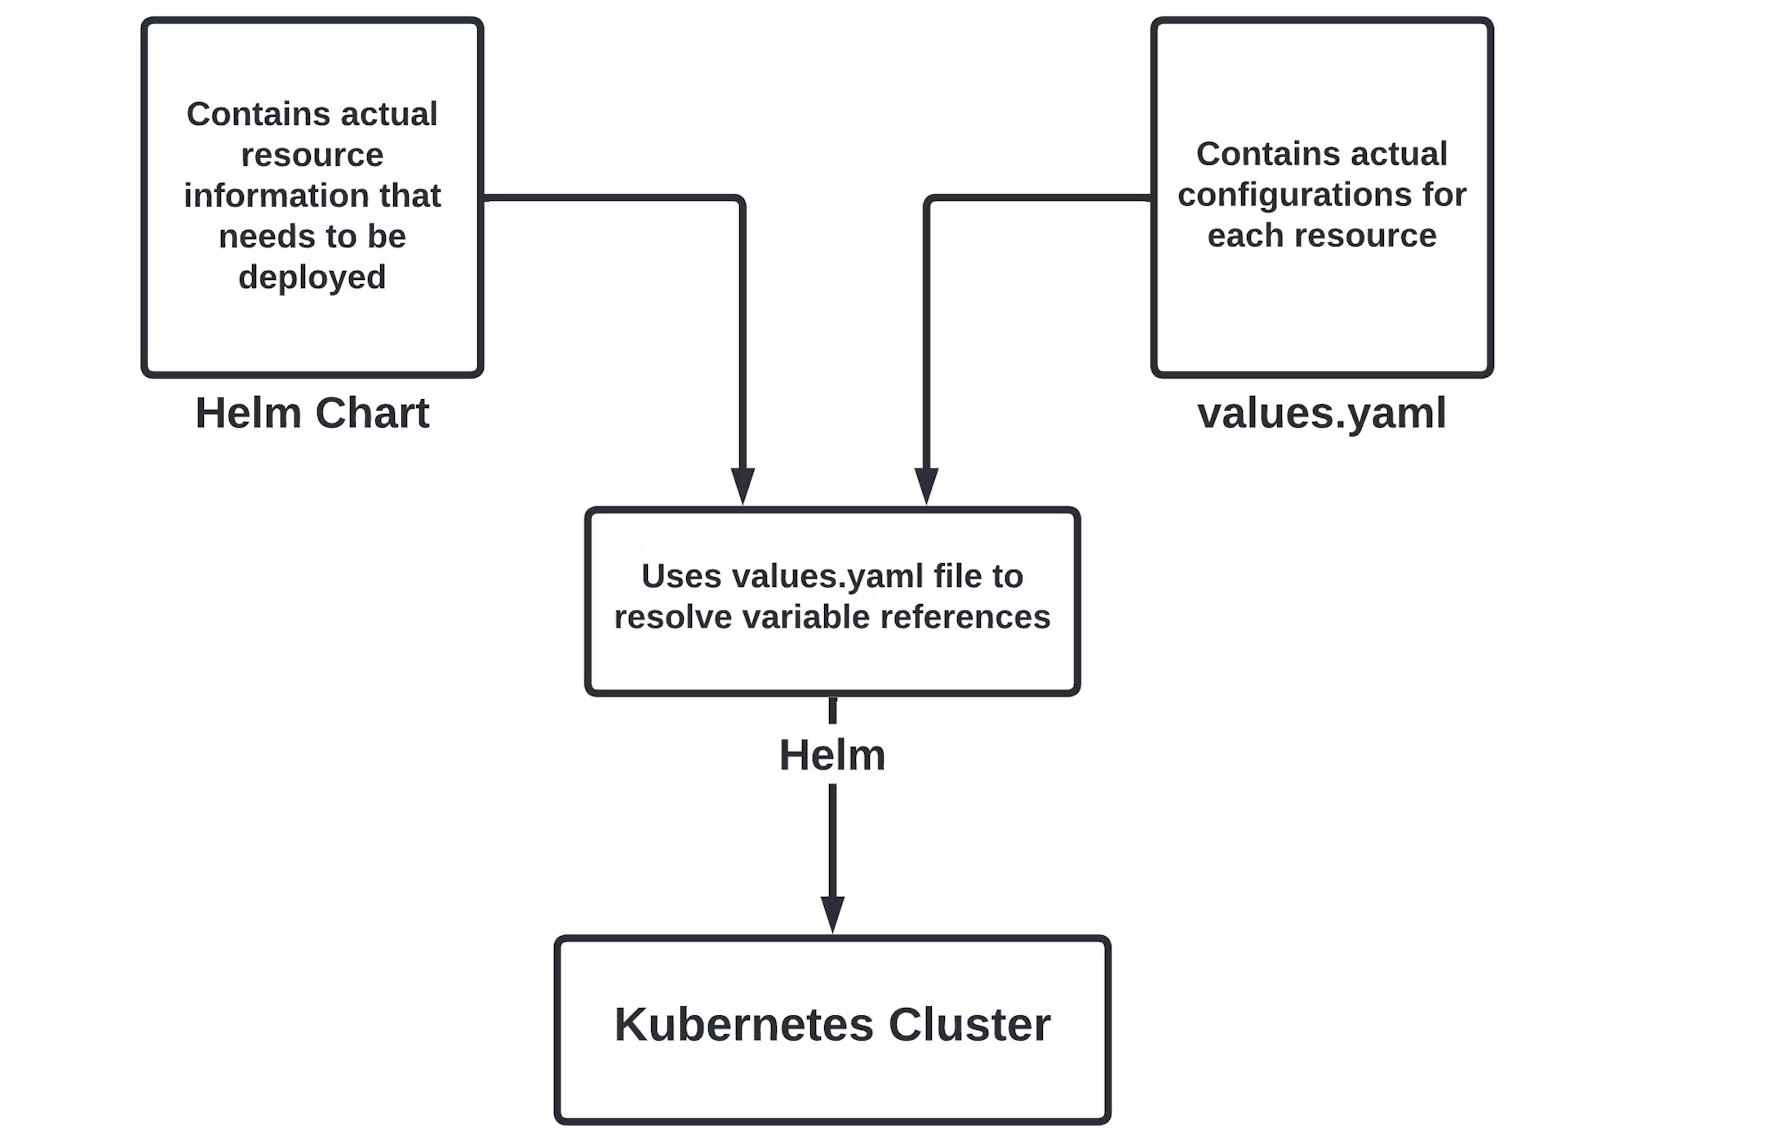 Contains actual
resource
information that
needs to be
deployed
Helm Chart
Contains actual
configurations for
each resource
values.yaml
Uses values.yaml file to
resolve variable references
Helm
Kubernetes Cluster